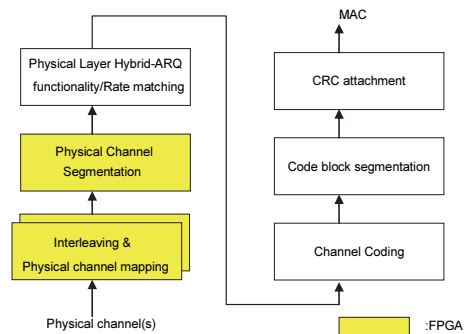 MAC
Physical Layer Hybrid-ARQ
functionality/Rate matching
CRC attachment
Physical Channel
Segmentation
Code block segmentation
Interleaving &
Physical channel mapping
Channel Coding
Physical channel(s)
:FPGA